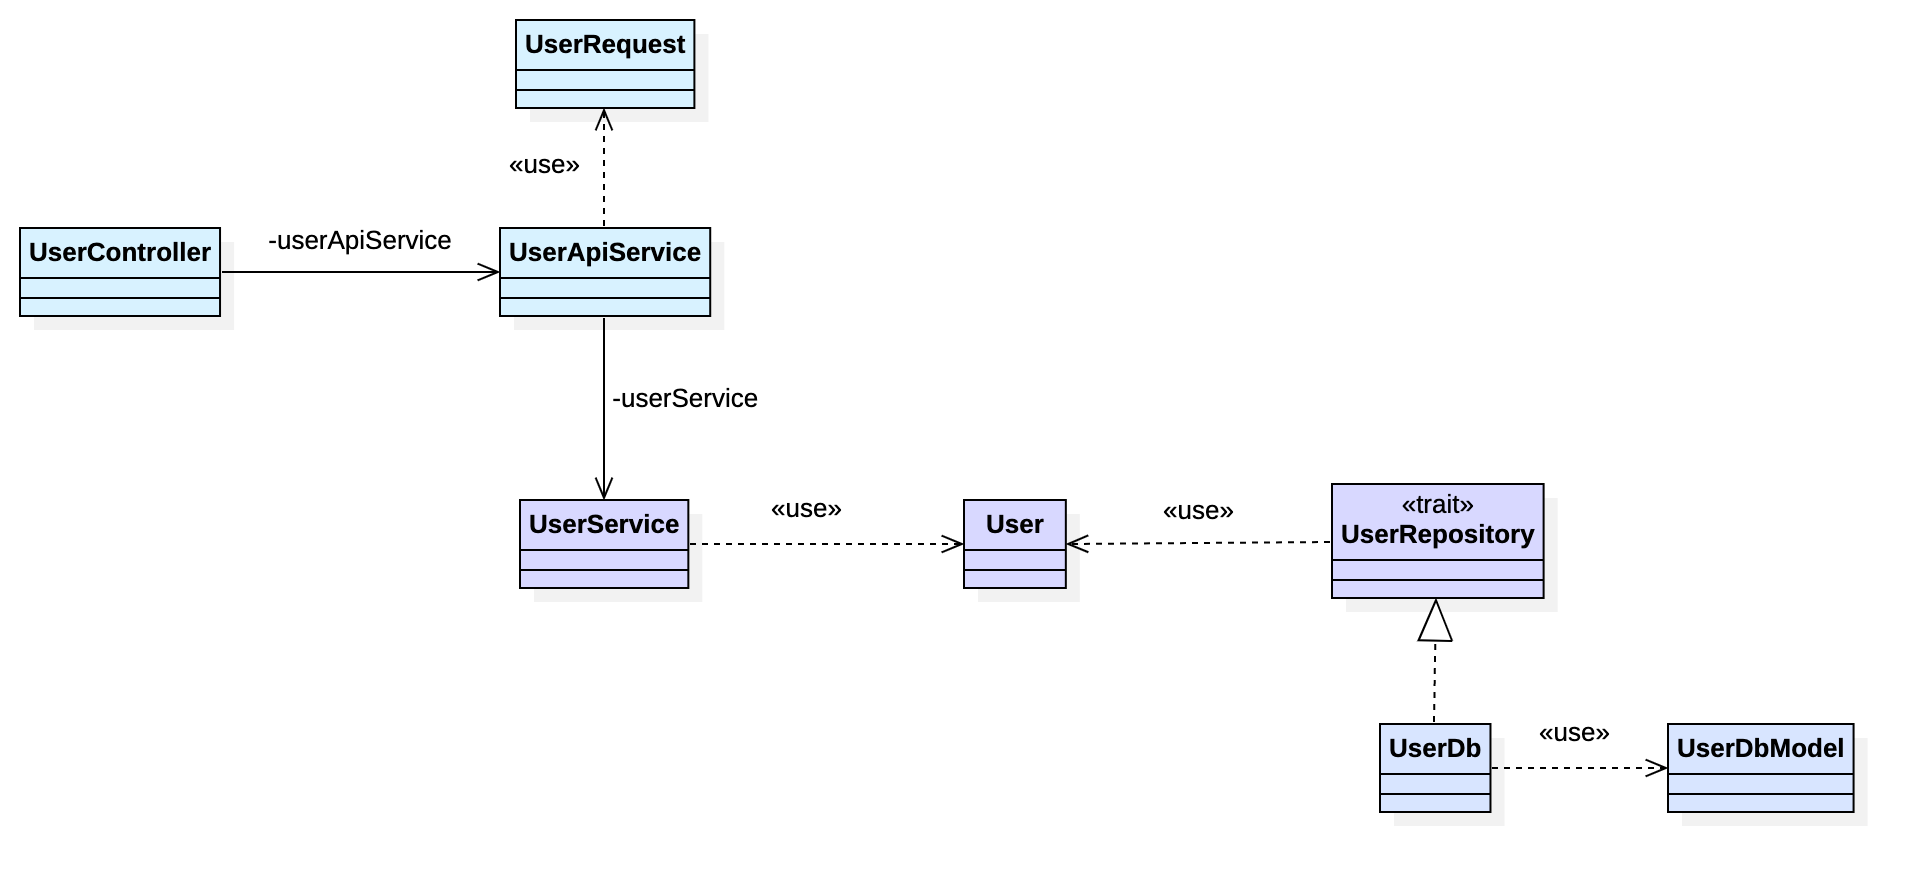 UserRequest
«use»
UserController
-userApiService
UserApiService
-userService
UserService
«use»
User
«use»
«trait»
UserRepository
UserDb
«use»
UserDbModel